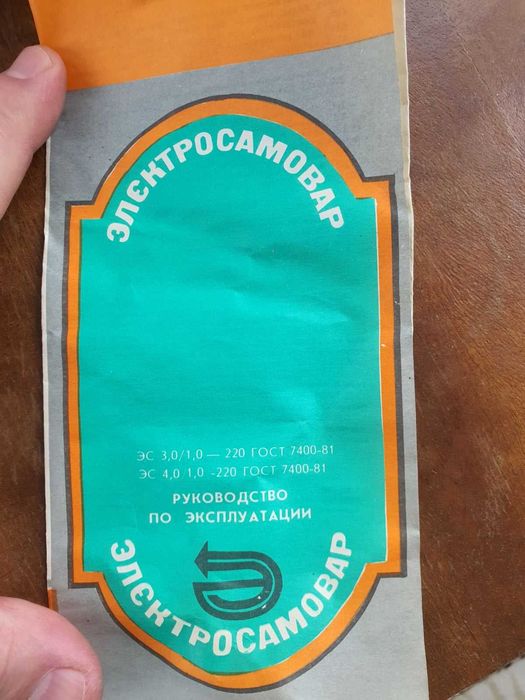 ЭЛЕКТРОСАМОВАР
ЭС 3,0/1,0 — 220 ГОСТ 7400-81
ЭС 4,0 1,0 -220 ГОСТ 7400-81
РУКОВОДСТВО
ПО ЭКСПЛУАТАЦИИ
ЭЛЕКТРОСАМОВАР